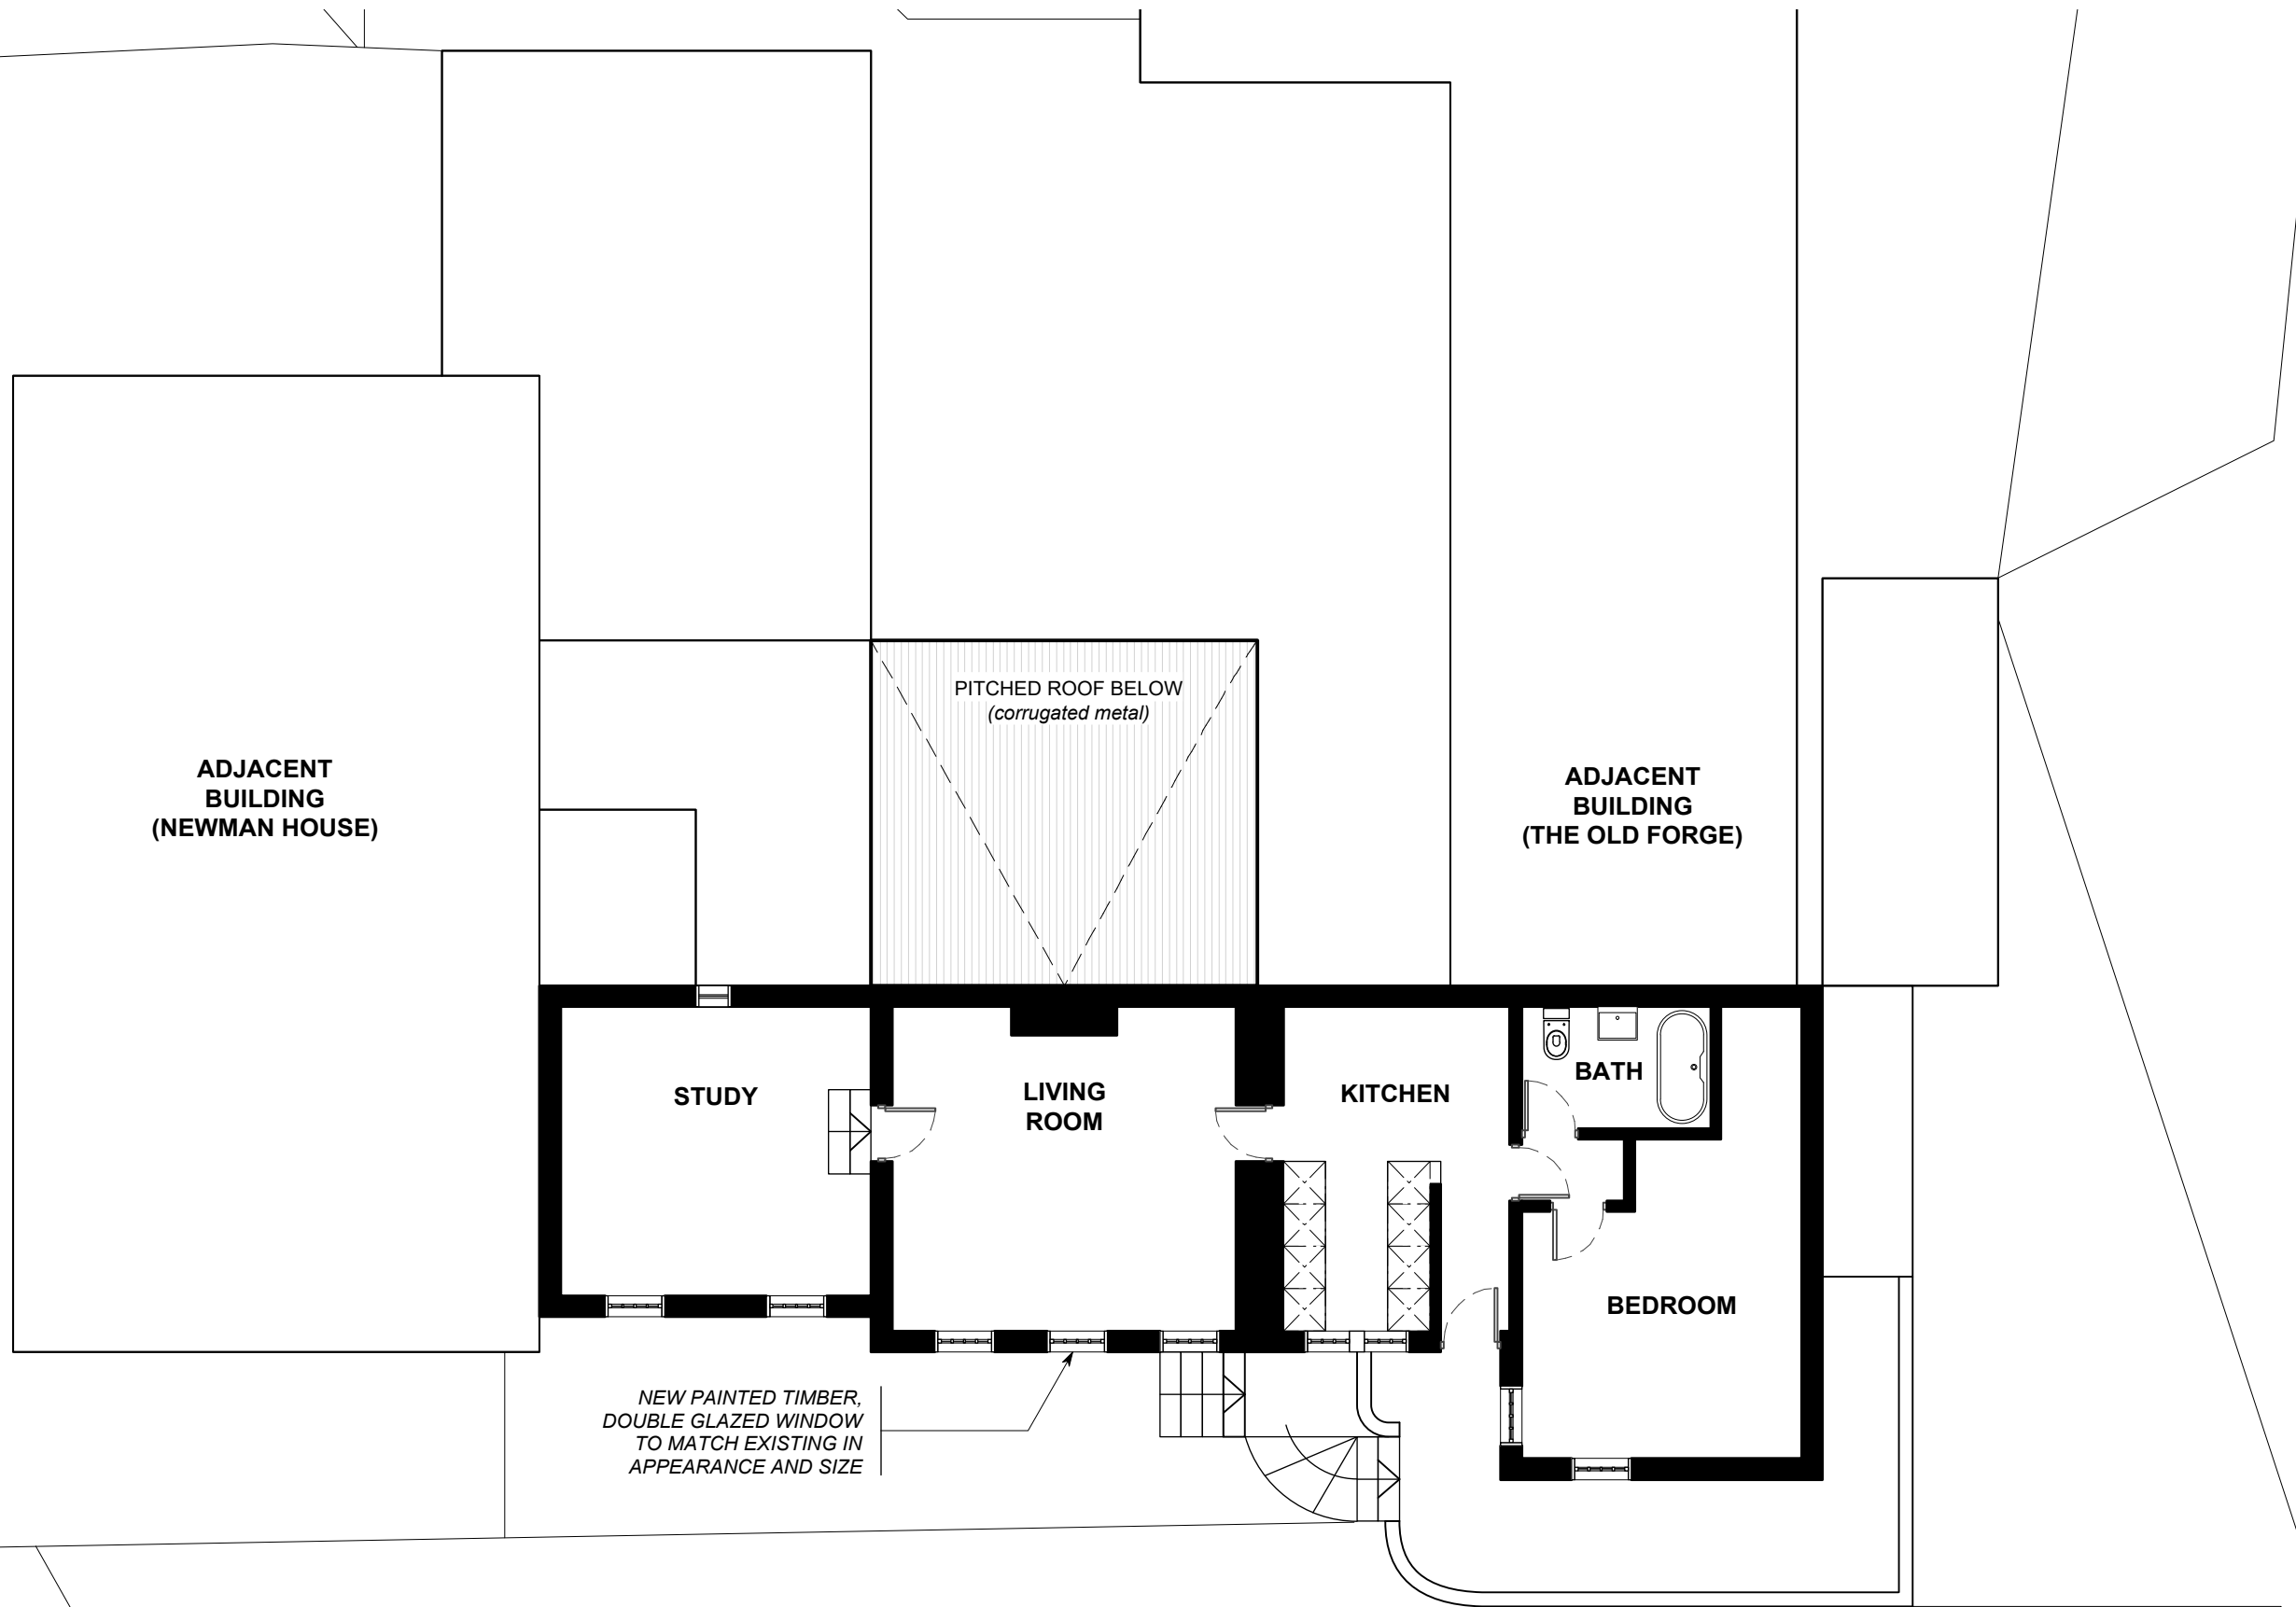 PITCHED ROOF BELOW
(corrugated metal)
ADJACENT
BUILDING
(NEWMAN HOUSE)
ADJACENT
BUILDING
(THE OLD FORGE)
STUDY
LIVING
ROOM
KITCHEN
BATH
BEDROOM
NEW PAINTED TIMBER,
DOUBLE GLAZED WINDOW
TO MATCH EXISTING IN
APPEARANCE AND SIZE